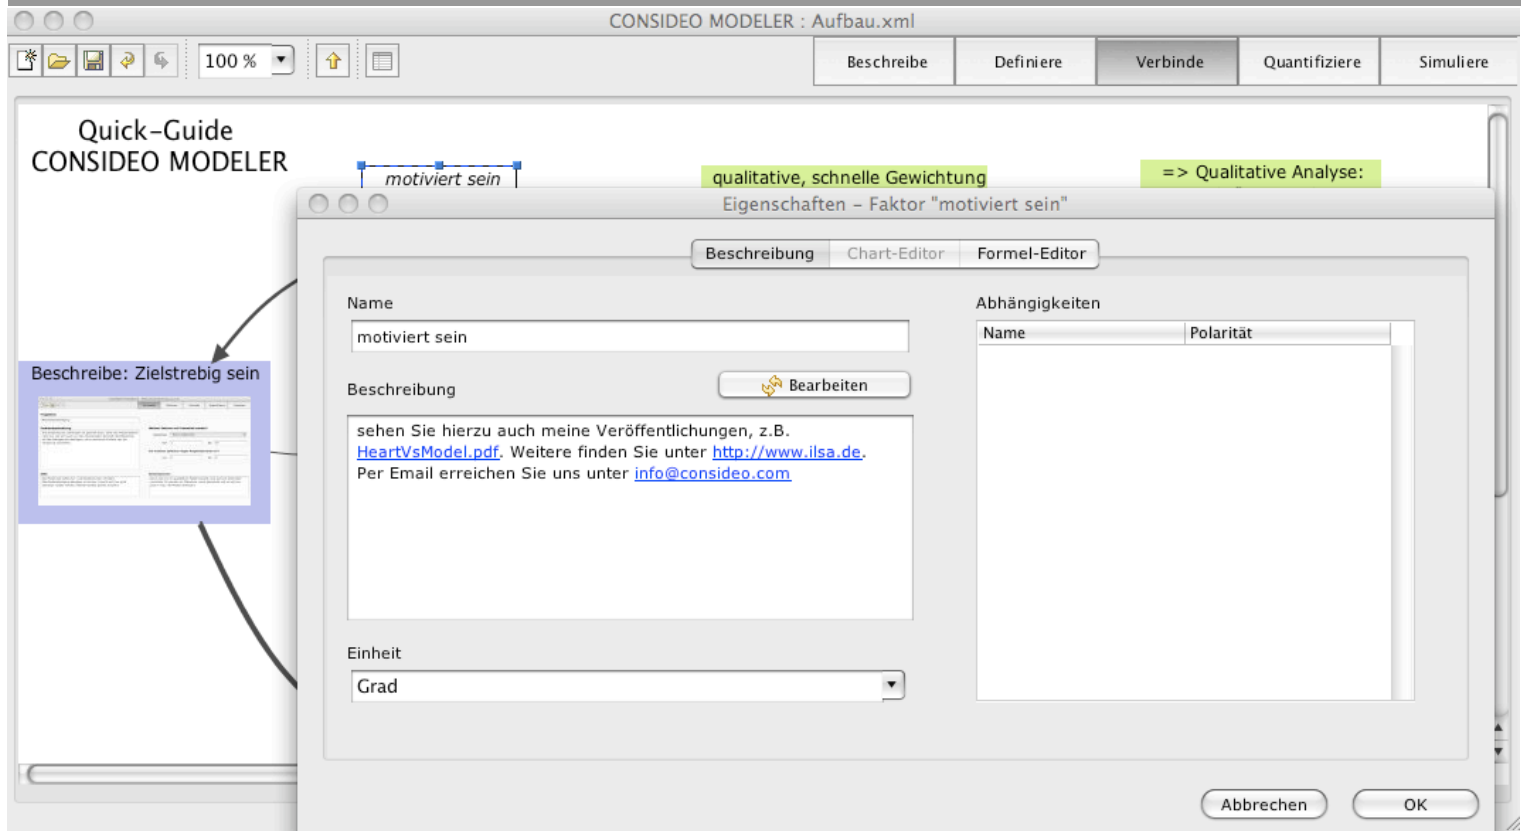 CONSIDEO MODELER : Aufbau.xml
100 %
Beschreibe
Definiere
Verbinde
Quantifiziere
Simuliere
Quick-Guide
CONSIDEO MODELER
motiviert sein
qualitative, schnelle Gewichtung
=> Qualitative Analyse:
Eigenschaften – Faktor "motiviert sein"
Beschreibung
Chart-Editor
Formel-Editor
Name
motiviert sein
Beschreibung
Bearbeiten
sehen Sie hierzu auch meine Veröffentlichungen, z.B.
HeartVsModel.pdf. Weitere finden Sie unter http://www.ilsa.de.
Per Email erreichen Sie uns unter info@consideo.com
Einheit
Grad
Abhängigkeiten
Name
Polarität
Beschreibe: Zielstrebig sein
Abbrechen
OK